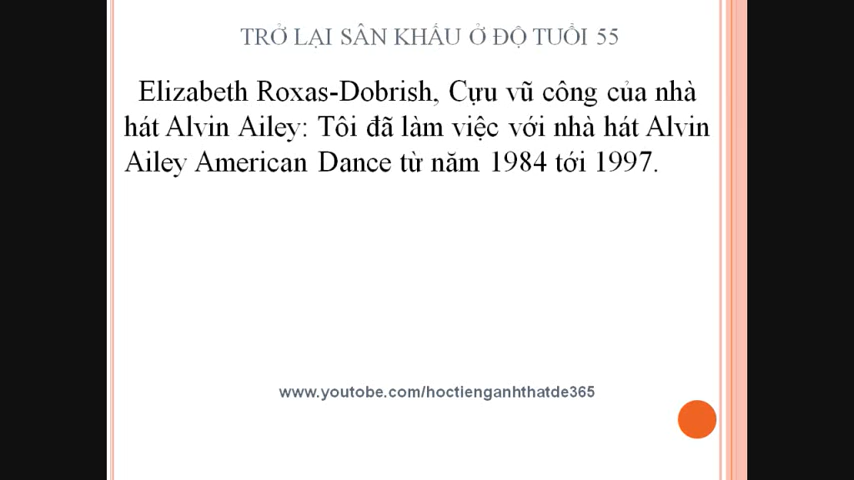 TRỞ LẠI SÂN KHẤU Ở ĐỘ TUỔI 55
Elizabeth Roxas-Dobrish, Cựu vũ công của nhà
hát Alvin Ailey: Tôi đã làm việc với nhà hát Alvin
Ailey American Dance từ năm 1984 tới 1997.
www.youtobe.com/hoctienganhthatde365